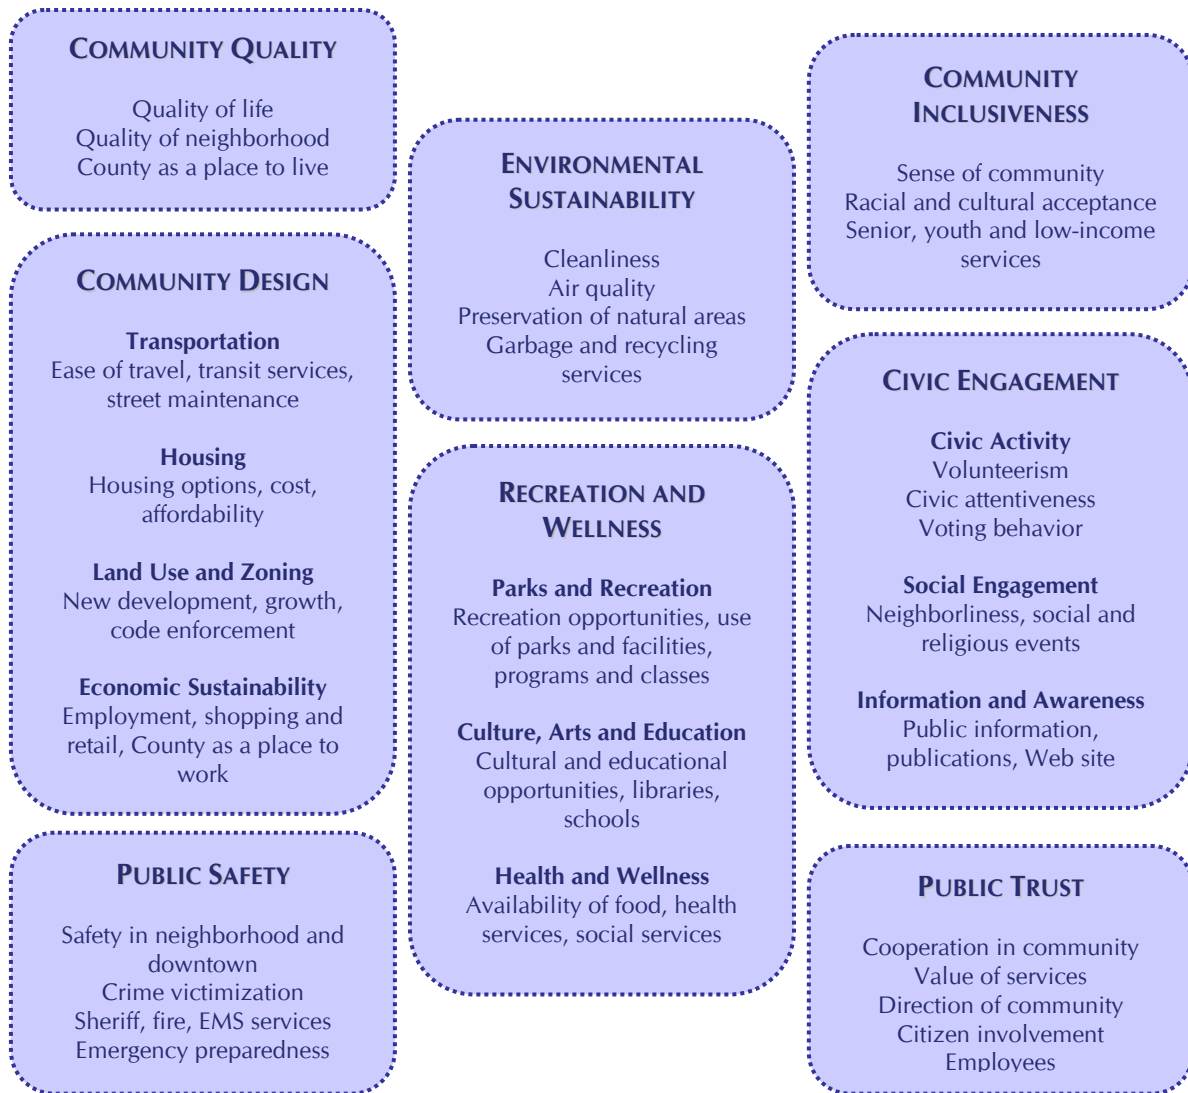 COMMUNITY QUALITY
Quality of life
Quality of neighborhood
County as a place to live
COMMUNITY DESIGN
Transportation
Ease of travel, transit services,
street maintenance
Housing
Housing options, cost,
affordability
Land Use and Zoning
New development, growth,
code enforcement
Economic Sustainability
Employment, shopping and
retail, County as a place to
work
PUBLIC SAFETY
Safety in neighborhood and
downtown
Crime victimization
Sheriff, fire, EMS services
Emergency preparedness
ENVIRONMENTAL
SUSTAINABILITY
Cleanliness
Air quality
Preservation of natural areas
Garbage and recycling
services
RECREATION AND
WELLNESS
Parks and Recreation
Recreation opportunities, use
of parks and facilities,
programs and classes
Culture, Arts and Education
Cultural and educational
opportunities, libraries,
schools
Health and Wellness
Availability of food, health
services, social services
COMMUNITY
INCLUSIVENESS
Sense of community
Racial and cultural acceptance
Senior, youth and low-income
services
CIVIC ENGAGEMENT
Civic Activity
Volunteerism
Civic attentiveness
Voting behavior
Social Engagement
Neighborliness, social and
religious events
Information and Awareness
Public information,
publications, Web site
PUBLIC TRUST
Cooperation in community
Value of services
Direction of community
Citizen involvement
Employees